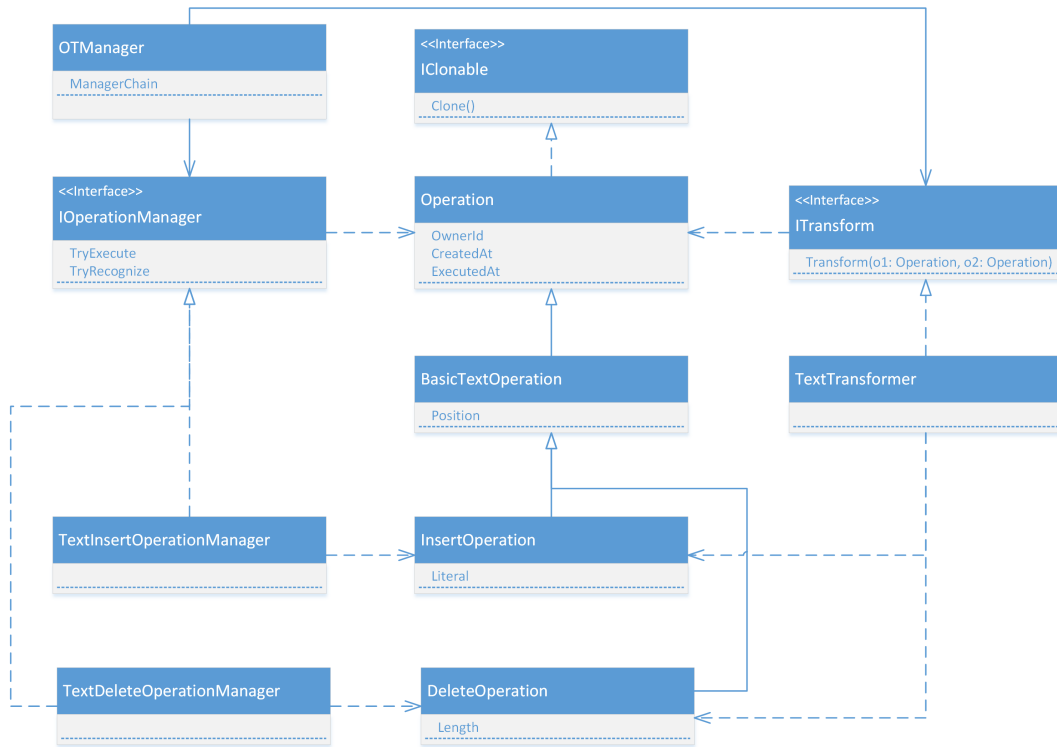 OTManager
ManagerChain
<<Interface>>
IClonable
Clone()
<<Interface>>
IOperationManager
TryExecute
TryRecognize
Operation
OwnerId
CreatedAt
ExecutedAt
<<Interface>>
ITransform
Transform(o1: Operation, o2: Operation)
BasicTextOperation
Position
TextTransformer
TextInsertOperationManager
InsertOperation
Literal
TextDeleteOperationManager
DeleteOperation
Length